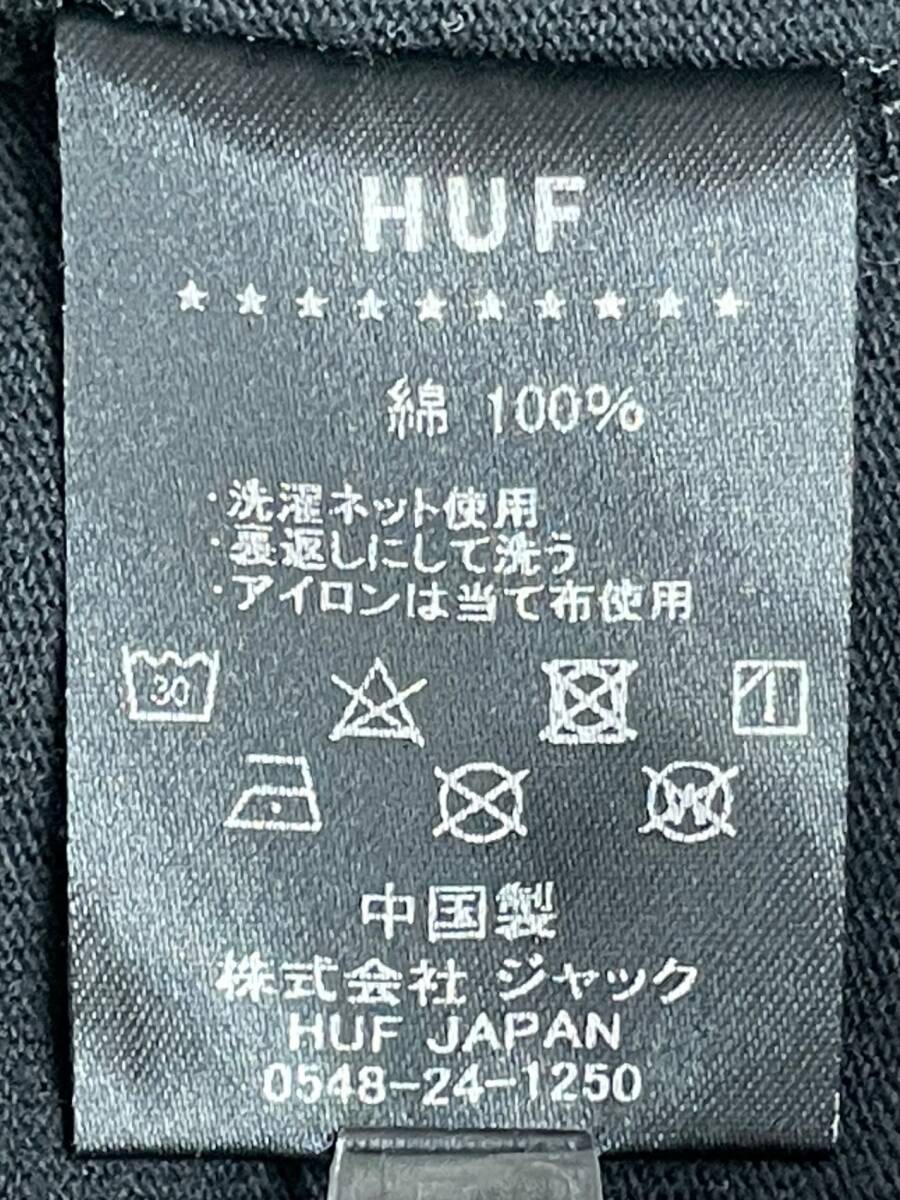 HUF
★★★★★★★★★★
綿 100%
・洗濯ネット使用
・裏返しにして洗う
・アイロンは当て布使用
30
W
中国製
株式会社 ジャック
HUF JAPAN
0548-24-1250